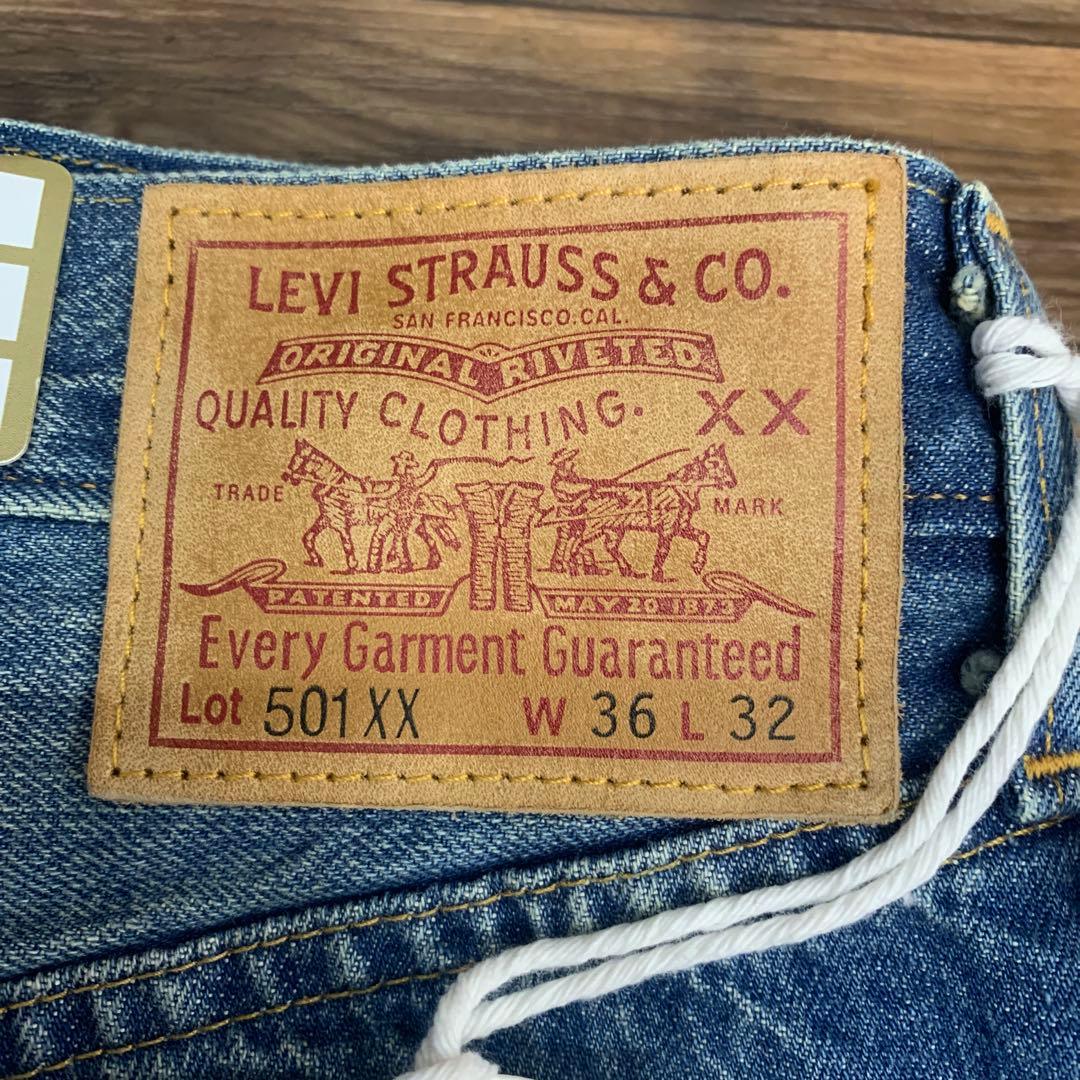 LEVI STRAUSS & CO.
SAN FRANCISCO.CAL.
ORIGINAL RIVETED.
QUALITY CLOTHING. XX
TRADE MARK
PATENTED MAY 20 1873
Every Garment Guaranteed
Lot 501XX W 36 L 32